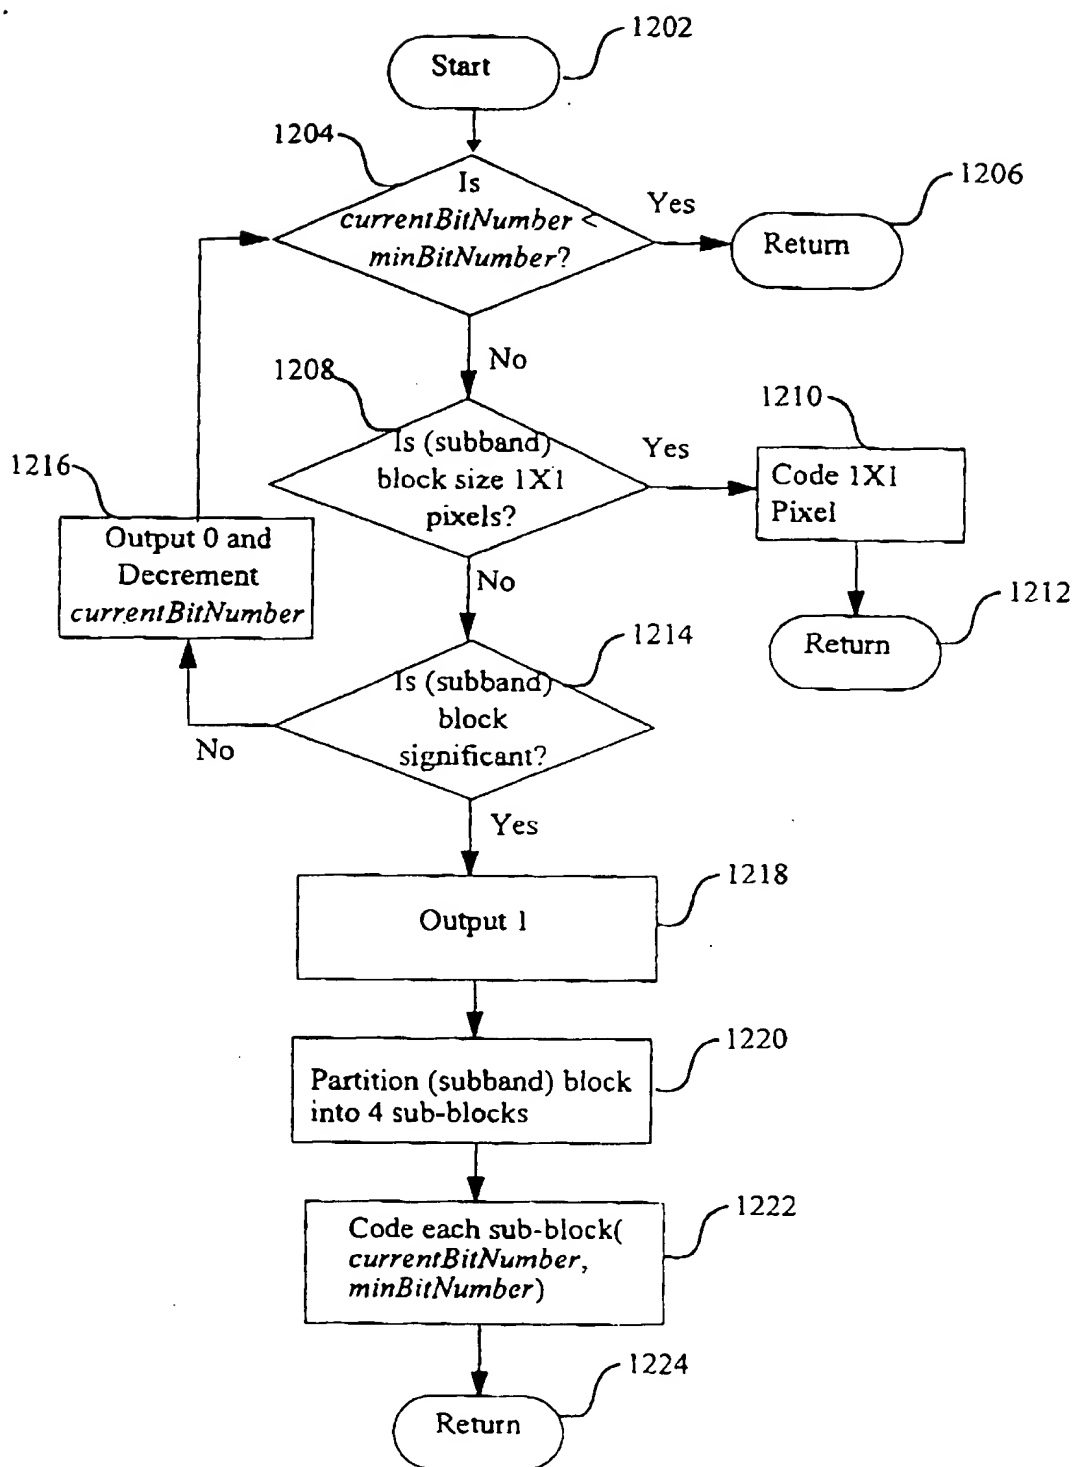 1202
Start
1204
Is
currentBitNumber <
minBitNumber?
Yes
1206
Return
No
1208
Is (subband)
block size 1X1
pixels?
Yes
1210
Code 1X1
Pixel
1216
Output 0 and
Decrement
currentBitNumber
No
1212
Return
1214
Is (subband)
block
significant?
No
Yes
1218
Output 1
1220
Partition (subband) block
into 4 sub-blocks
1222
Code each sub-block(
currentBitNumber,
minBitNumber)
1224
Return